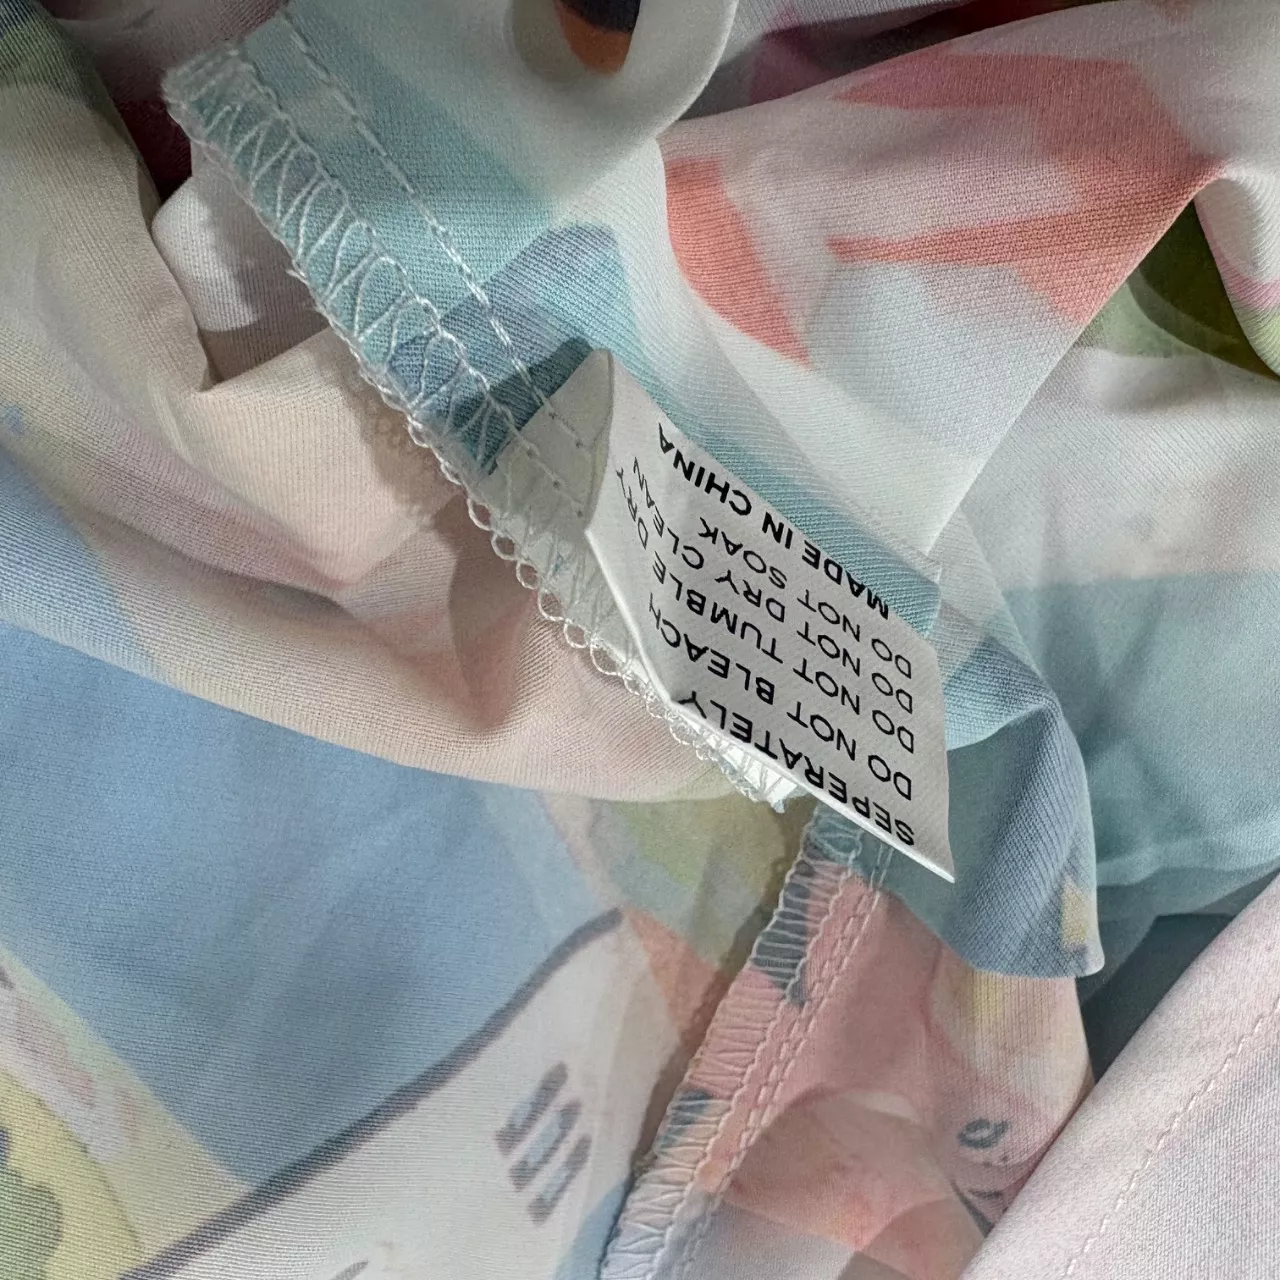 SEPERATELY
DO NOT BLEACH
DO NOT TUMBLE DRY
DO NOT DRY CLEAN
DO NOT SOAK
MADE IN CHINA